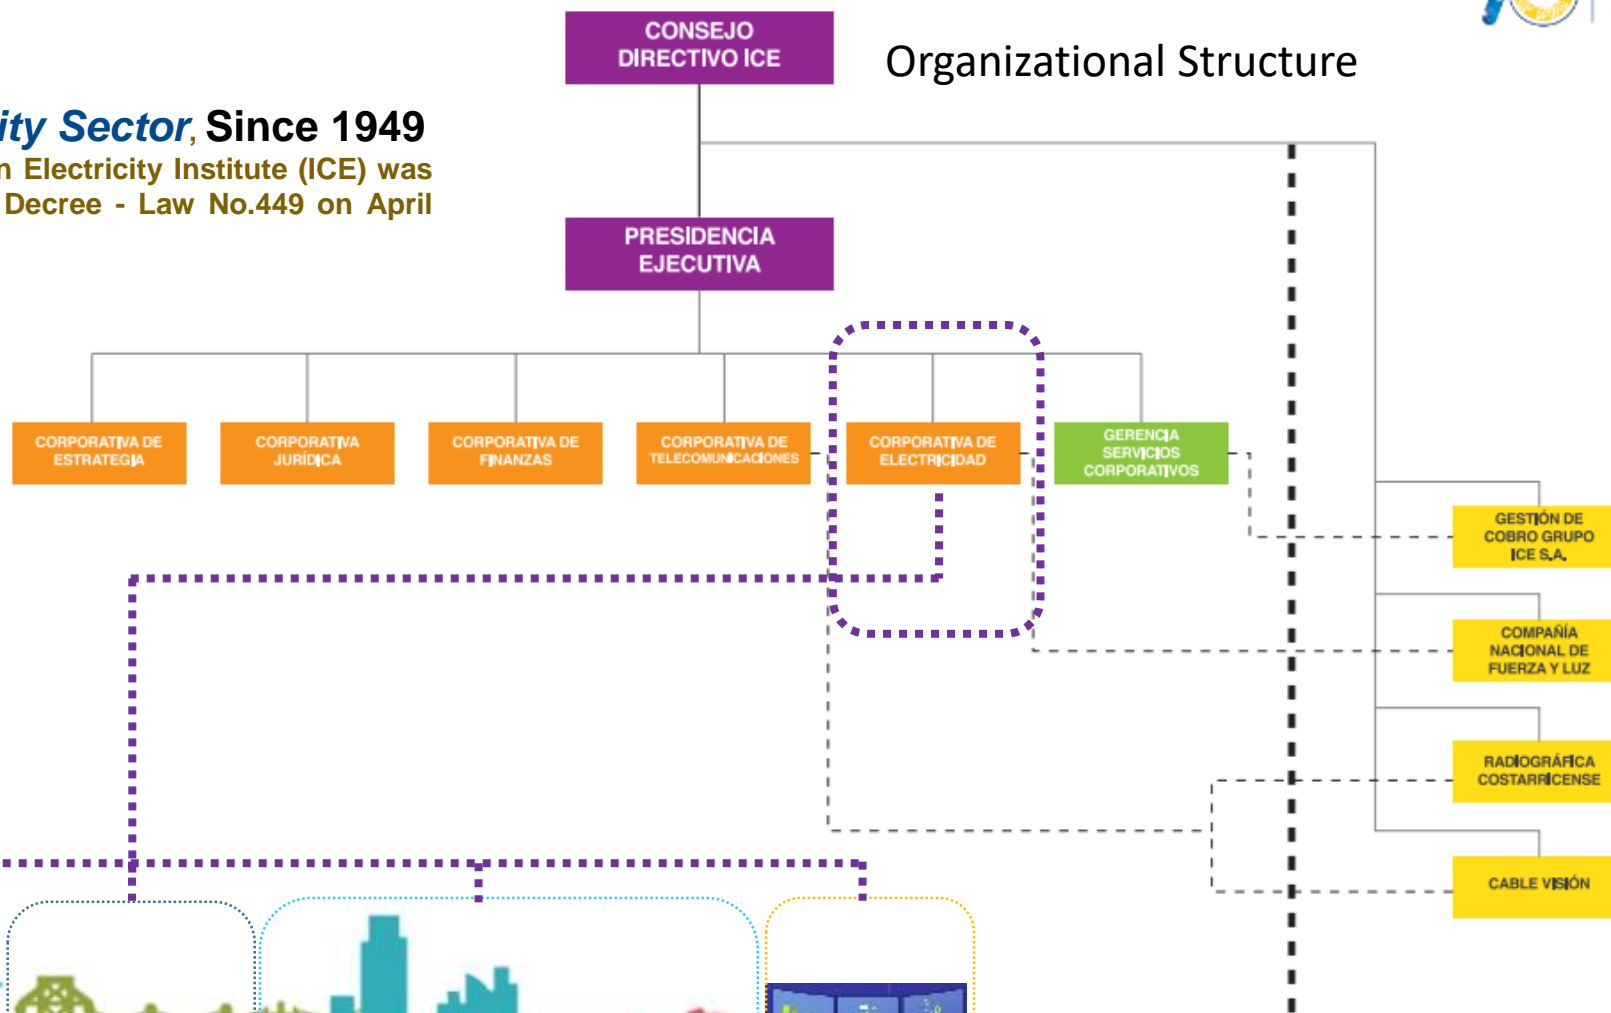 CONSEJO
DIRECTIVO ICE
Organizational Structure
ity Sector, Since 1949
n Electricity Institute (ICE) was
Decree - Law No.449 on April
PRESIDENCIA
EJECUTIVA
CORPORATIVA DE
ESTRATEGIA
CORPORATIVA
JURÍDICA
CORPORATIVA DE
FINANZAS
CORPORATIVA DE
TELECOMUNICACIONES
CORPORATIVA DE
ELECTRICIDAD
GERENCIA
SERVICIOS
CORPORATIVOS
GESTIÓN DE
COBRO GRUPO
ICE S.A.
COMPAÑÍA
NACIONAL DE
FUERZA Y LUZ
RADIOGRÁFICA
COSTARRICENSE
CABLE VISIÓN